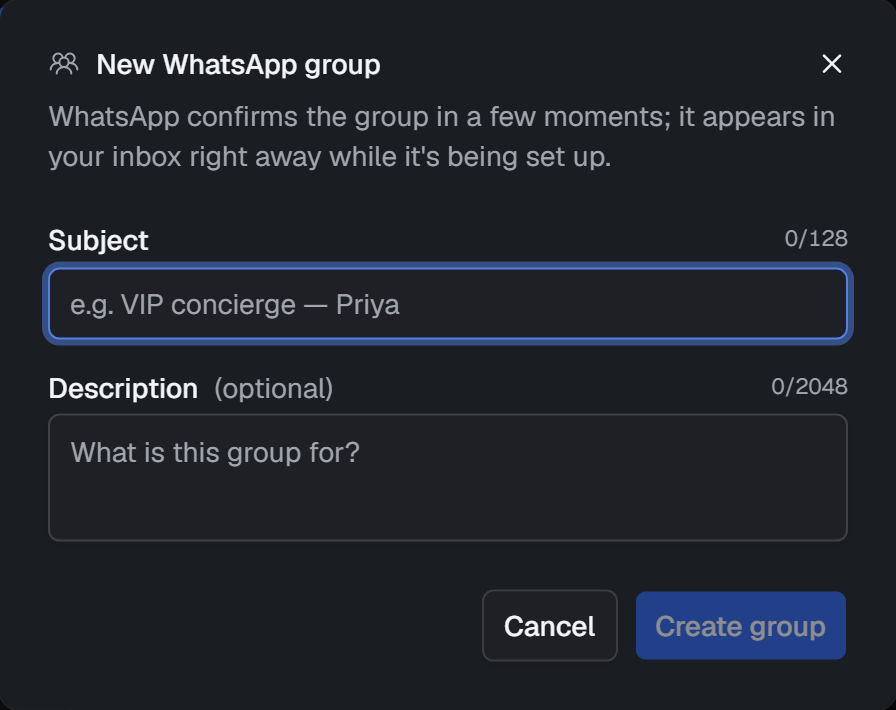 New WhatsApp group
WhatsApp confirms the group in a few moments; it appears in
your inbox right away while it's being set up.
Subject 0/128
e.g. VIP concierge — Priya
Description (optional) 0/2048
What is this group for?
Cancel Create group